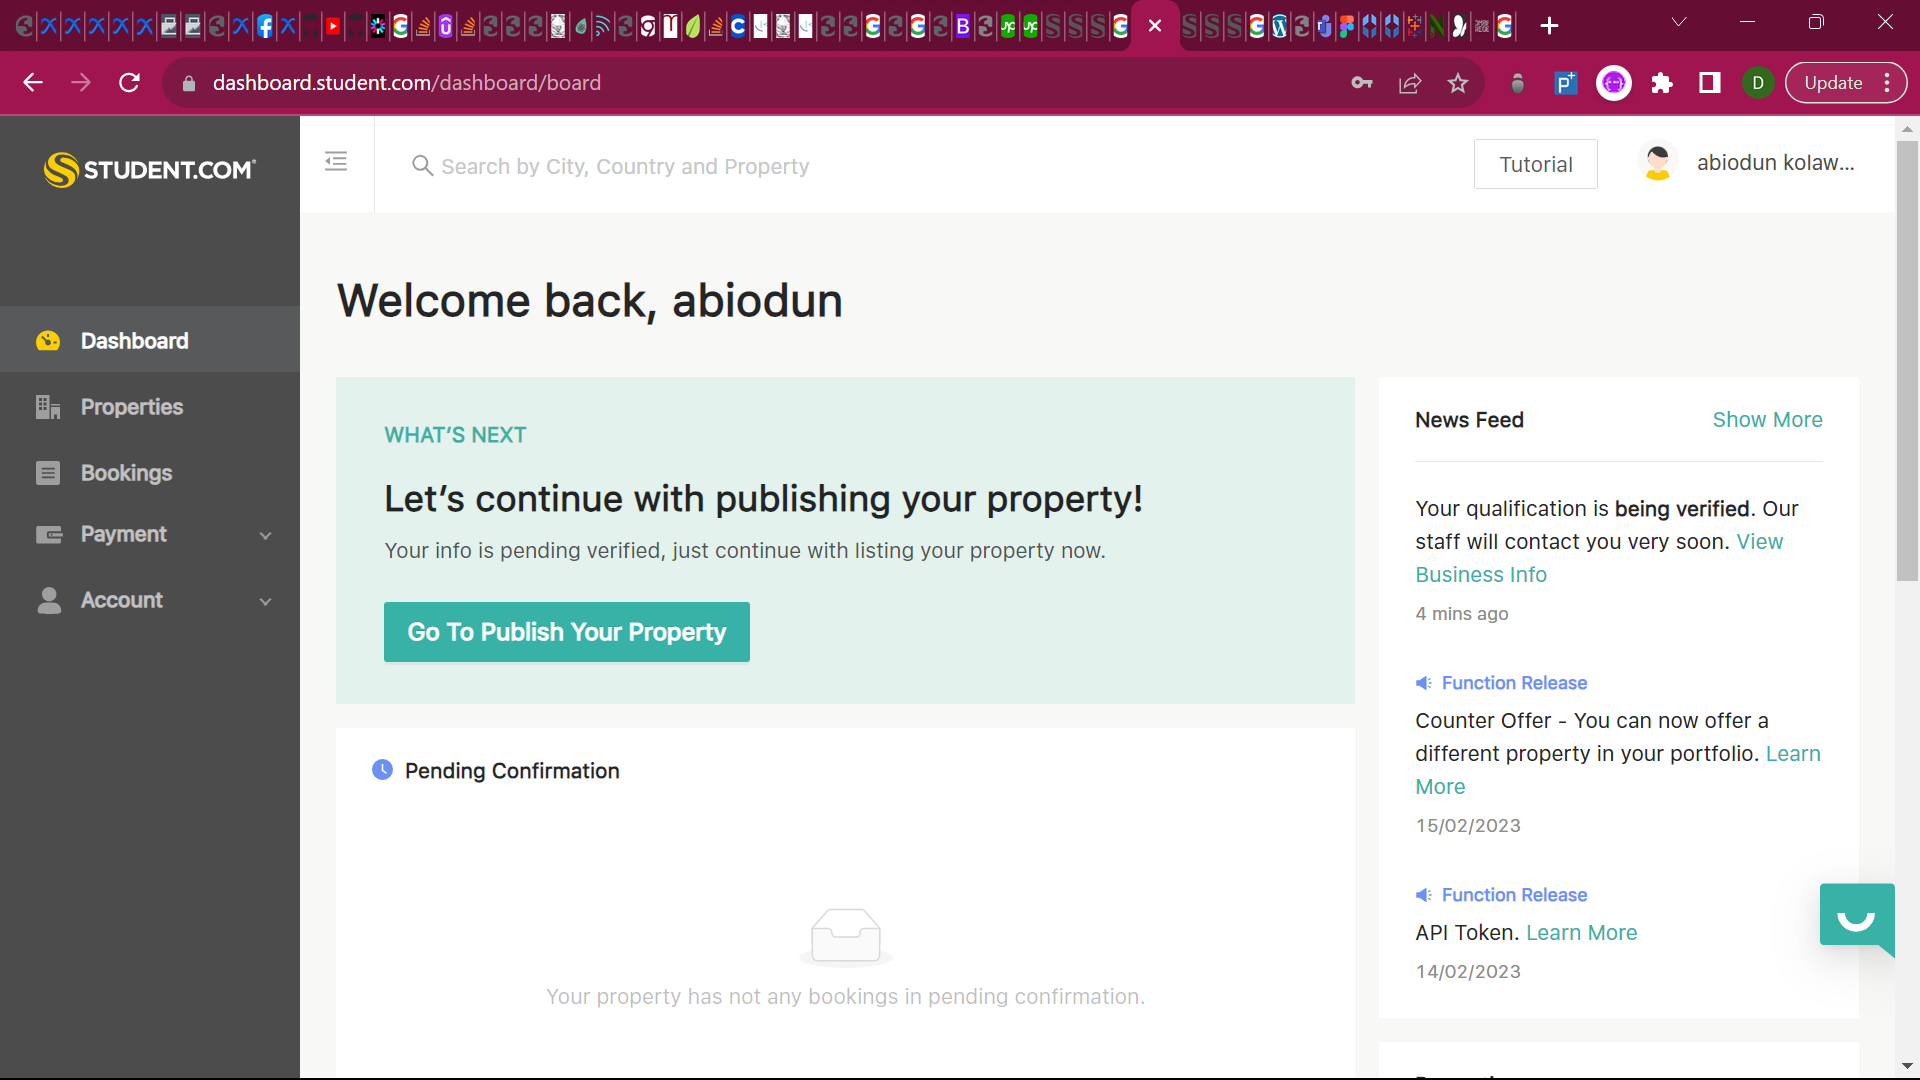 dashboard.student.com/dashboard/board
D
Update
STUDENT.COM
Search by City, Country and Property
Tutorial
abiodun kolaw...
Dashboard
Properties
Bookings
Payment
Account
Welcome back, abiodun
WHAT'S NEXT
Let's continue with publishing your property!
Your info is pending verified, just continue with listing your property now.
Go To Publish Your Property
Pending Confirmation
Your property has not any bookings in pending confirmation.
News Feed
Show More
Your qualification is being verified. Our
staff will contact you very soon. View
Business Info
4 mins ago
Function Release
Counter Offer - You can now offer a
different property in your portfolio. Learn
More
15/02/2023
Function Release
API Token. Learn More
14/02/2023